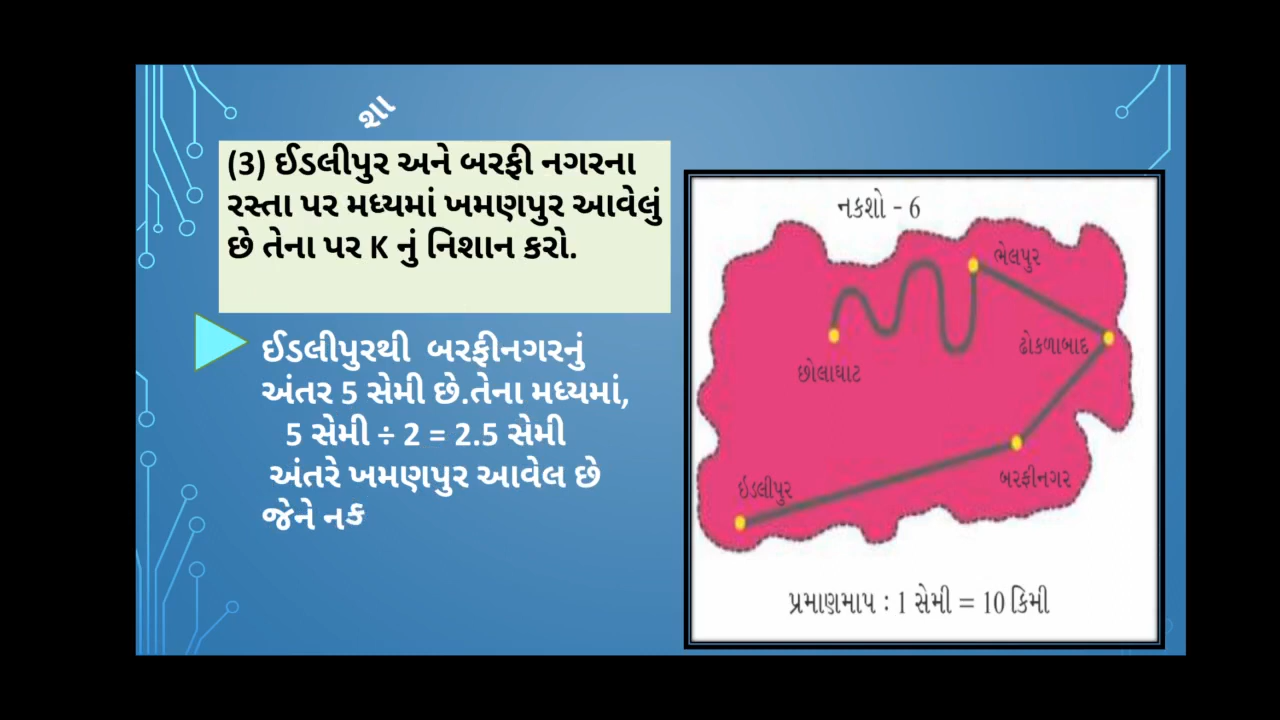 શા
(3) ઈડલીપુર અને બરફી નગરના
રસ્તા પર મધ્યમાં ખમણપુર આવેલું
છે તેના પર K નું નિશાન કરો.
ઈડલીપુરથી બરફીનગરનું
અંતર 5 સેમી છે.તેના મધ્યમાં,
5 સેમી ÷ 2 = 2.5 સેમી
અંતરે ખમણપુર આવેલ છે
જેને નક
નકશો - 6
ભેલપુર
ઢોકળાબાદ
છોલાઘાટ
બરફીનગર
ઈડલીપુર
પ્રમાણમાપ : 1 સેમી = 10 કિમી